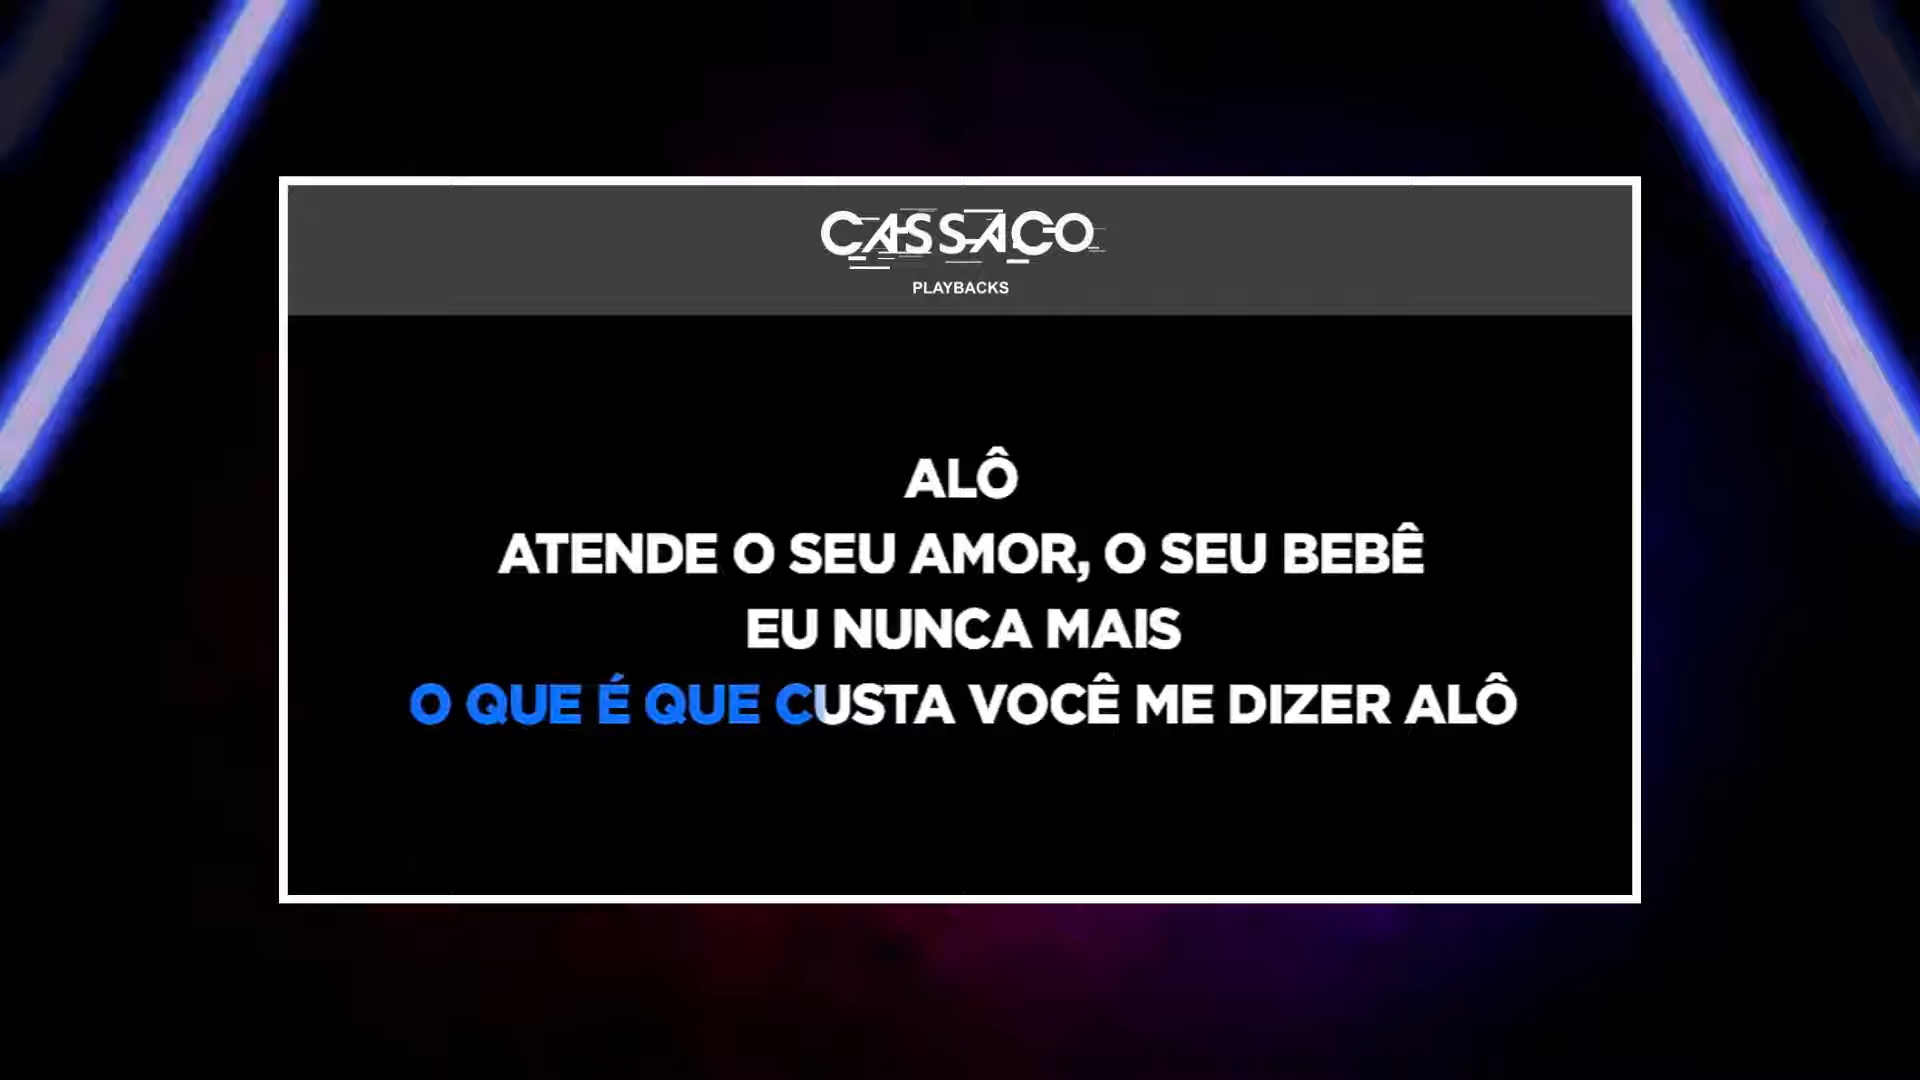 CASSACO
PLAYBACKS
ALÔ
ATENDE O SEU AMOR, O SEU BEBÊ
EU NUNCA MAIS
O QUE É QUE CUSTA VOCÊ ME DIZER ALÔ